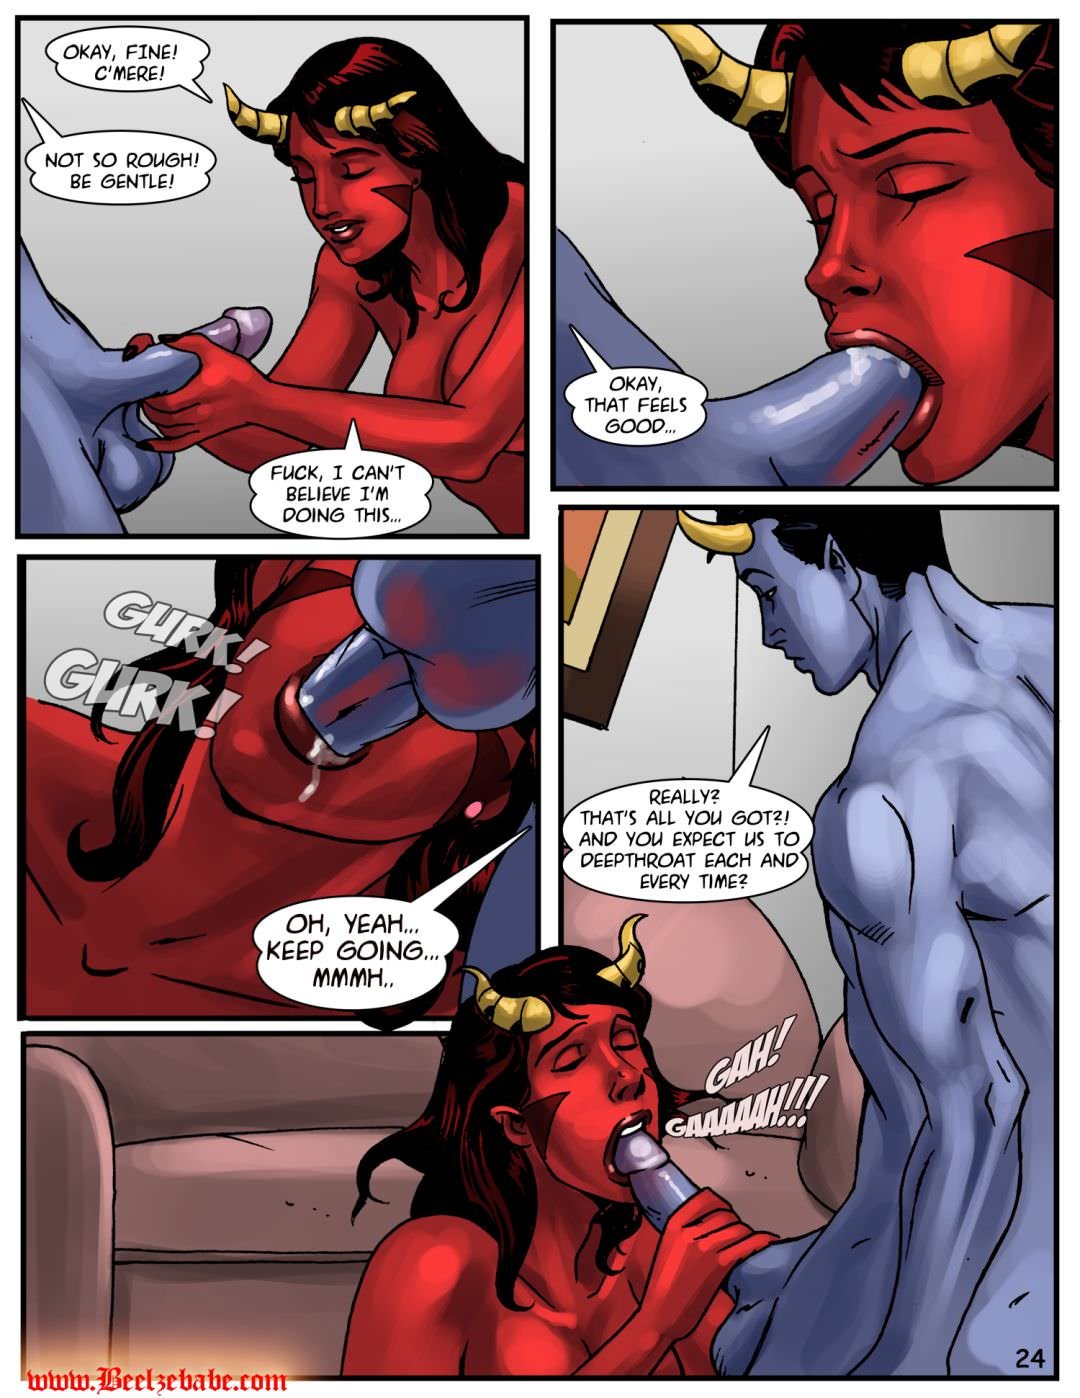 OKAY, FINE!
C'MERE!
NOT SO ROUGH!
BE GENTLE!
FUCK, I CAN'T
BELIEVE I'M
DOING THIS...
OKAY,
THAT FEELS
GOOD...
GURK!
GURK!
OH, YEAH...
KEEP GOING...
MMMH..
REALLY?
THAT'S ALL YOU GOT?!
AND YOU EXPECT US TO
DEEPTHROAT EACH AND
EVERY TIME?
GAH!
GAAAAAH!!!
24
www.Beelzebabe.com